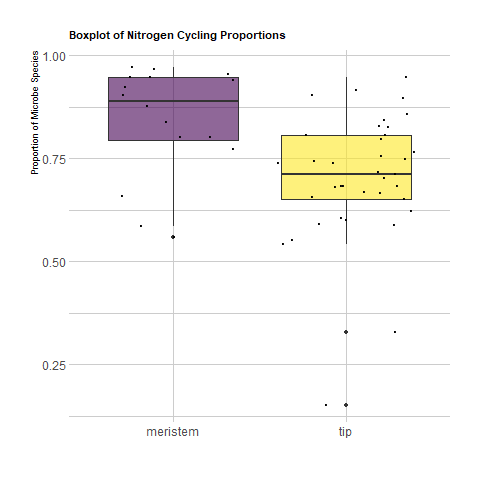 Boxplot of Nitrogen Cycling Proportions
Proportion of Microbe Species
1.00
0.75
0.50
0.25
meristem
tip